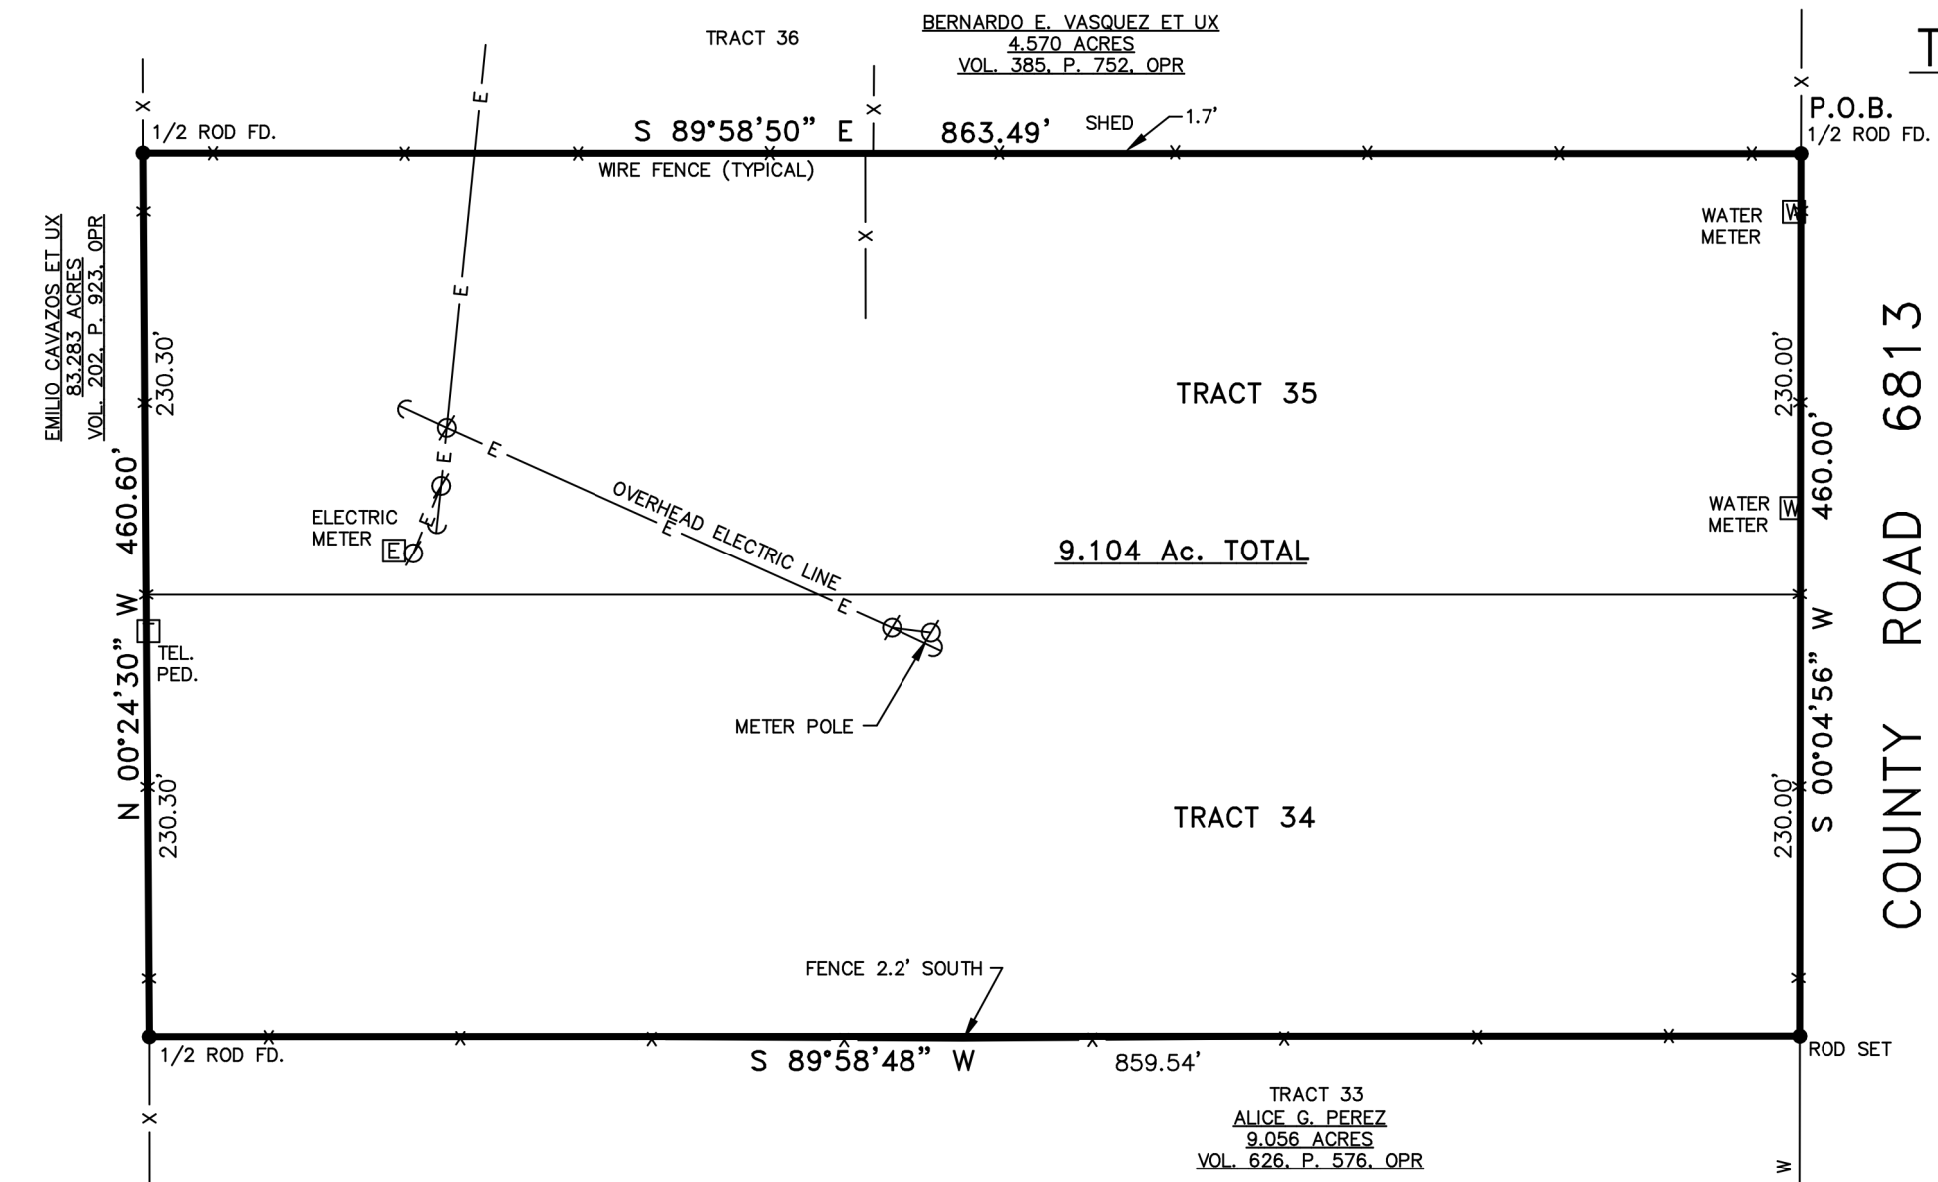 TRACT 36
BERNARDO E. VASQUEZ ET UX
4.570 ACRES
VOL. 385, P. 752, OPR
T
P.O.B.
1/2 ROD FD.
1/2 ROD FD.
S 89°58'50" E 863.49'
SHED
1.7'
WIRE FENCE (TYPICAL)
EMILIO CAVAZOS ET UX
83.283 ACRES
VOL. 202, P. 923, OPR
230.30'
WATER
METER
W
230.00'
TRACT 35
COUNTY ROAD 6813
N 00°24'30" W 460.60'
S 00°04'56" W 460.00'
ELECTRIC
METER
E
OVERHEAD ELECTRIC LINE
E
E
E
E
E
E
E
WATER
METER
W
9.104 Ac. TOTAL
T
TEL.
PED.
METER POLE
230.30'
230.00'
TRACT 34
FENCE 2.2' SOUTH
1/2 ROD FD.
S 89°58'48" W 859.54'
ROD SET
TRACT 33
ALICE G. PEREZ
9.056 ACRES
VOL. 626, P. 576, OPR
W